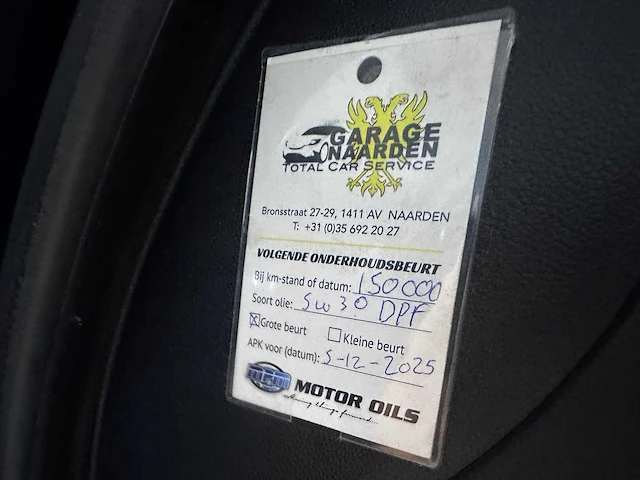 GARAGE
NAARDEN
TOTAL CAR SERVICE
Bronsstraat 27-29, 1411 AV NAARDEN
T: +31 (0)35 692 20 27
VOLGENDE ONDERHOUDSBEURT
Bij km-stand of datum: 150000
Soort olie: 5w30 DPF
Grote beurt Kleine beurt
APK voor (datum): 5-12-2025
MOTOR OILS